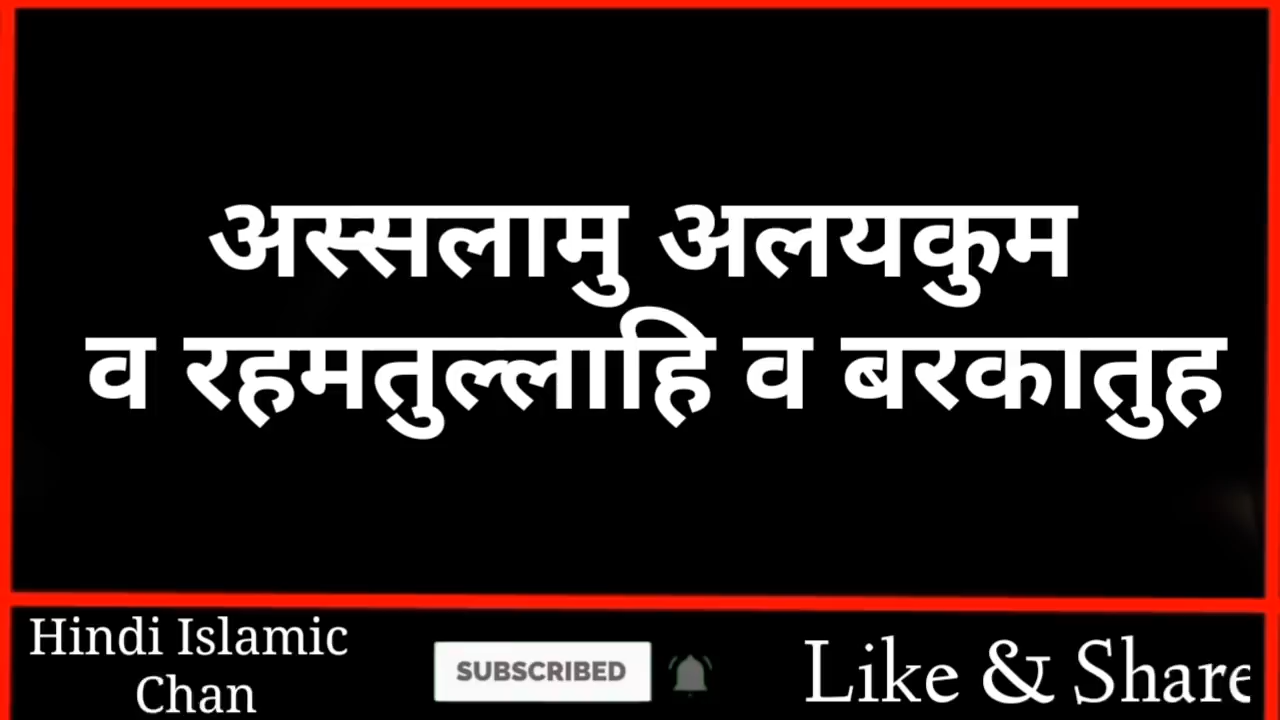 अस्सलामु अलयकुम
व रहमतुल्लाहि व बरकातुह
Hindi Islamic
Chan
SUBSCRIBED
Like & Share